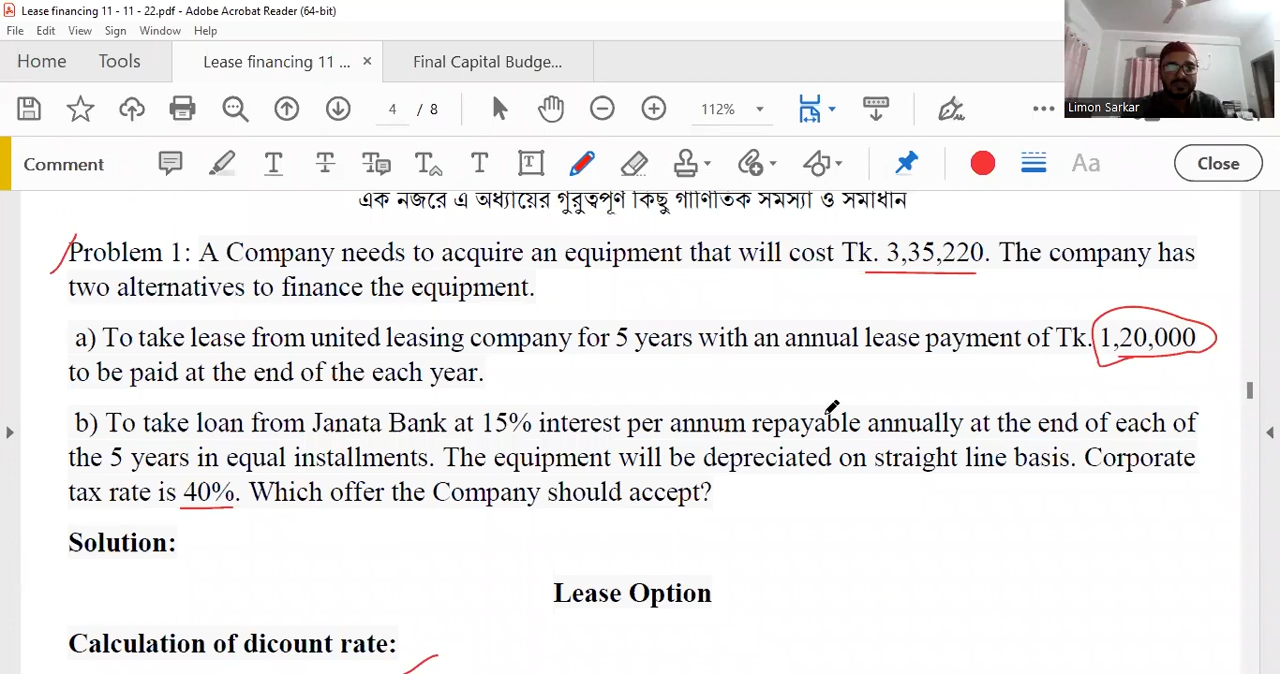 Lease financing 11 - 11 - 22.pdf - Adobe Acrobat Reader (64-bit)
File Edit View Sign Window Help
Home Tools Lease financing 11 ... × Final Capital Budge...
4 / 8 112%
Limon Sarkar
Comment T T T T T Aa Close
এক নজরে এ অধ্যায়ের গুরুত্বপূর্ণ কিছু গাণিতিক সমস্যা ও সমাধান
Problem 1: A Company needs to acquire an equipment that will cost Tk. 3,35,220. The company has
two alternatives to finance the equipment.
a) To take lease from united leasing company for 5 years with an annual lease payment of Tk. 1,20,000
to be paid at the end of the each year.
b) To take loan from Janata Bank at 15% interest per annum repayable annually at the end of each of
the 5 years in equal installments. The equipment will be depreciated on straight line basis. Corporate
tax rate is 40%. Which offer the Company should accept?
Solution:
Lease Option
Calculation of dicount rate: